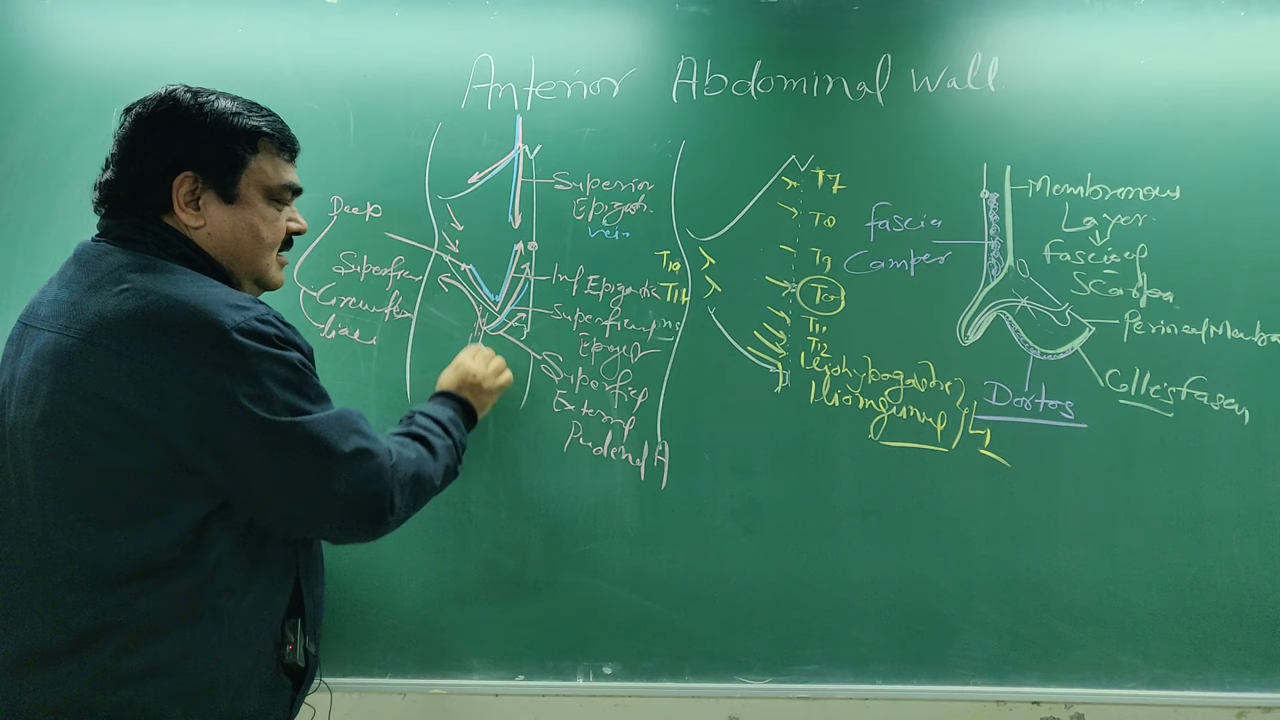 Anterior Abdominal Wall
Deep
Superficial
Circumflex
iliac
Superior
Epigas
vein
Inf Epigastric
Superficial
Epigas
Superficial
External
Pudendal A
T10
T11
T7
T8
T9
T10
T11
T12
Iliohypogastric
Ilioinguinal } L1
fascia
Camper
Membranous
Layer
Fascia of
Scarpa
Perineal Membra
Colle's fascia
Dartos